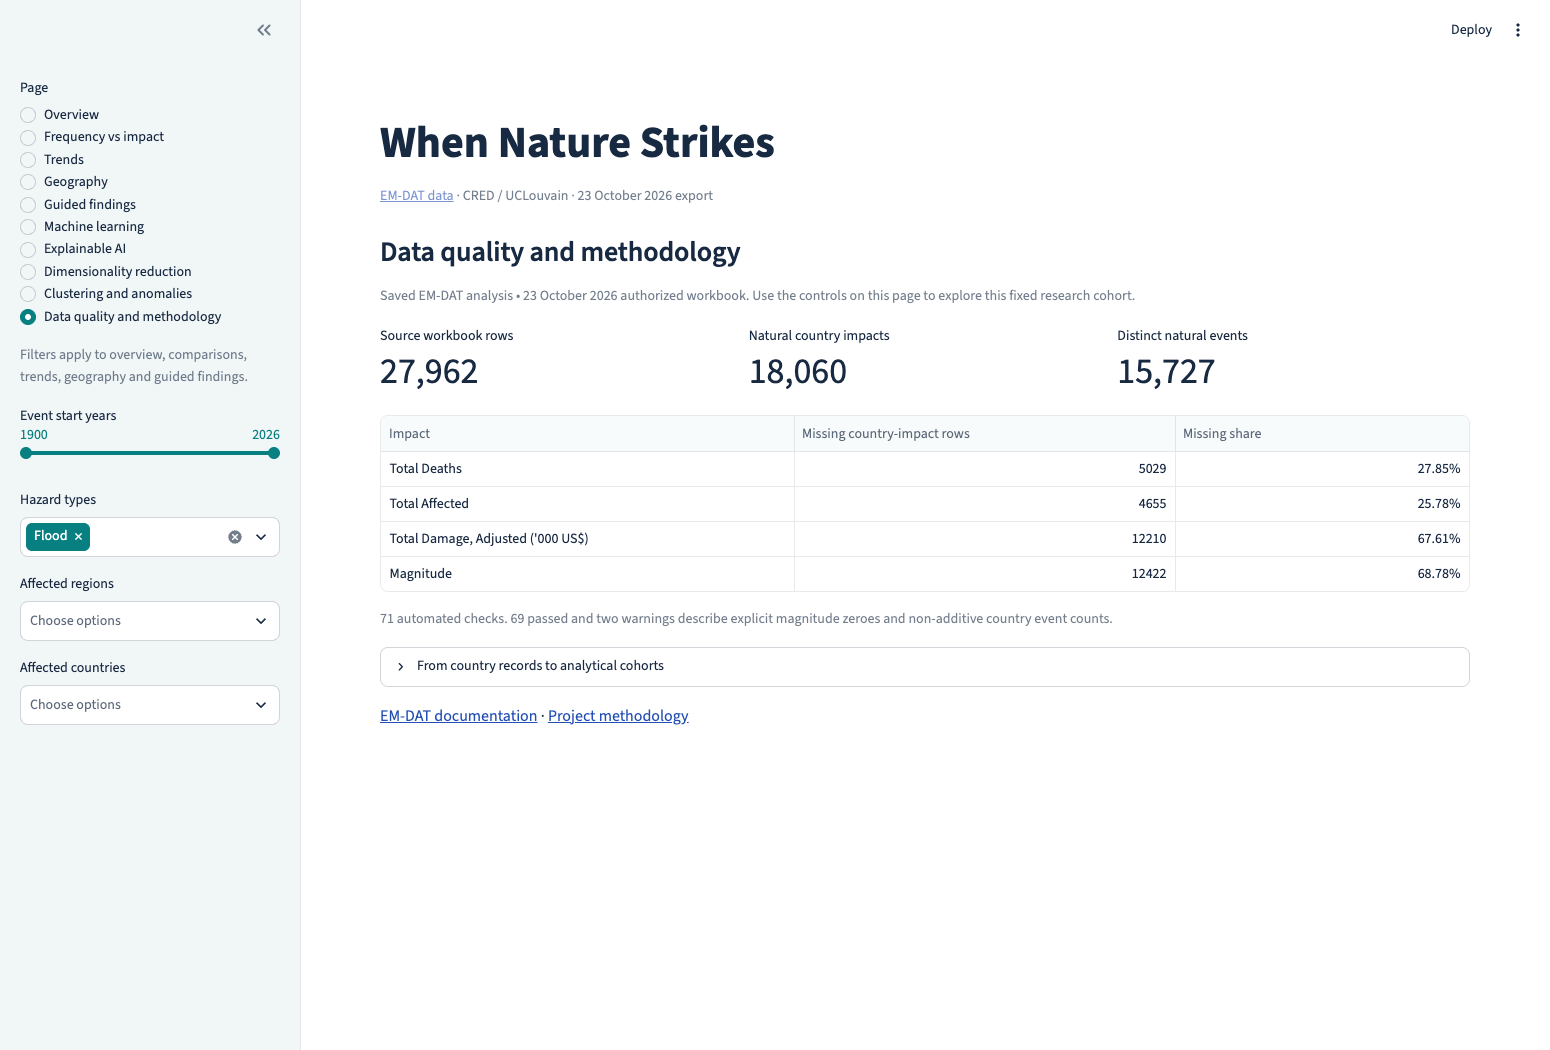 Deploy
Page
Overview
Frequency vs impact
Trends
Geography
Guided findings
Machine learning
Explainable AI
Dimensionality reduction
Clustering and anomalies
Data quality and methodology
Filters apply to overview, comparisons,
trends, geography and guided findings.
Event start years
1900 2026
Hazard types
Flood
Affected regions
Choose options
Affected countries
Choose options
When Nature Strikes
EM-DAT data · CRED / UCLouvain · 23 October 2026 export
Data quality and methodology
Saved EM-DAT analysis • 23 October 2026 authorized workbook. Use the controls on this page to explore this fixed research cohort.
Source workbook rows Natural country impacts Distinct natural events
27,962 18,060 15,727
Impact Missing country-impact rows Missing share
Total Deaths 5029 27.85%
Total Affected 4655 25.78%
Total Damage, Adjusted ('000 US$) 12210 67.61%
Magnitude 12422 68.78%
71 automated checks. 69 passed and two warnings describe explicit magnitude zeroes and non-additive country event counts.
From country records to analytical cohorts
EM-DAT documentation · Project methodology